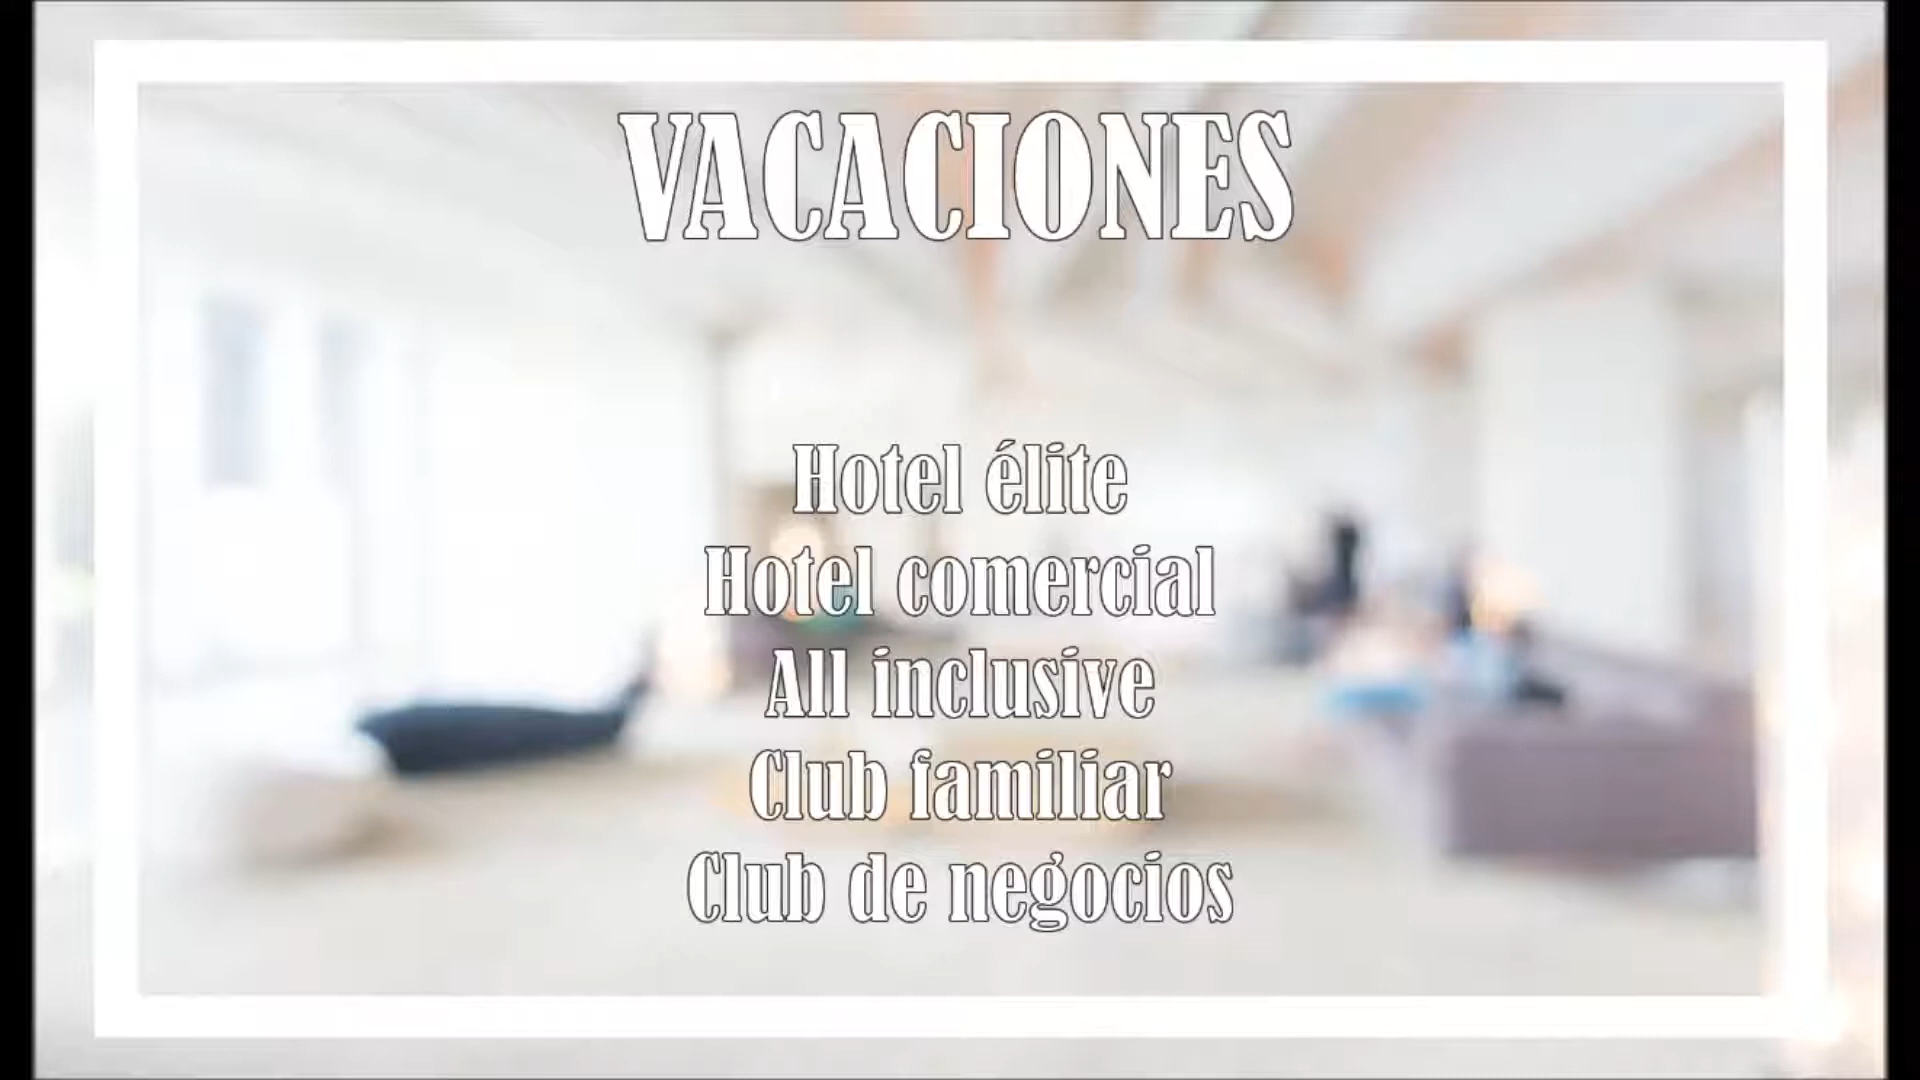 VACACIONES
Hotel élite
Hotel comercial
All inclusive
Club familiar
Club de negocios